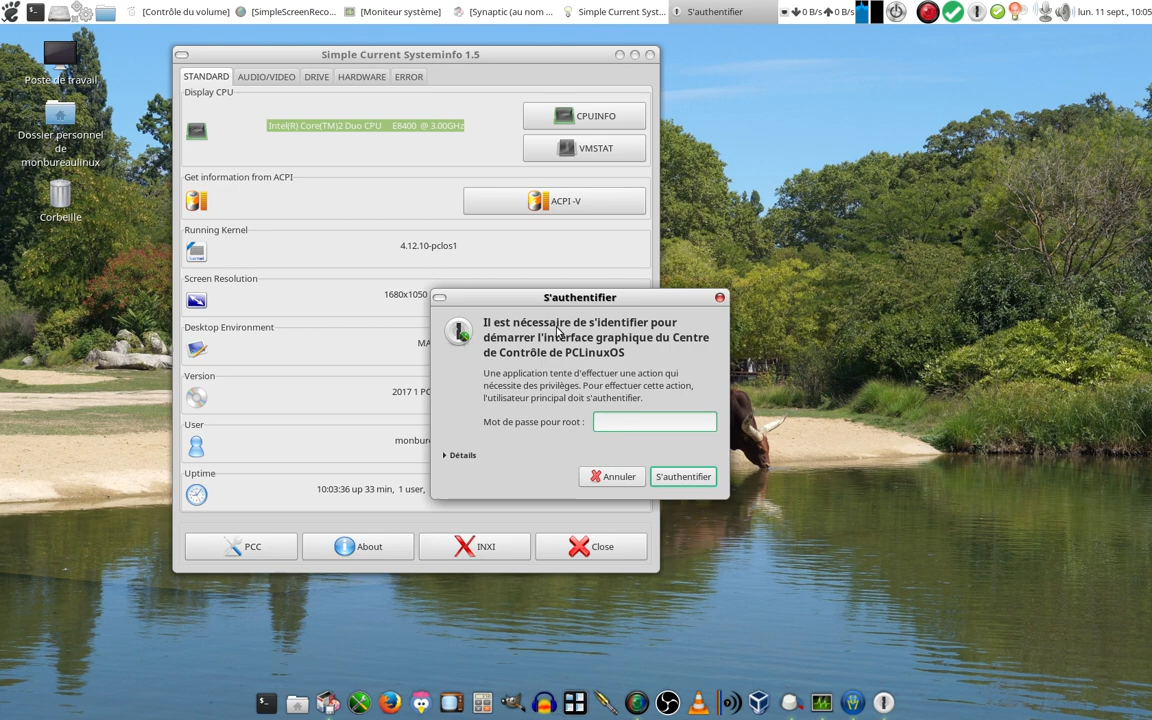 [Contrôle du volume]
[SimpleScreenReco...
[Moniteur système]
[Synaptic (au nom ...
Simple Current Syst...
S'authentifier
0 B/s
0 B/s
lun. 11 sept., 10:05
Poste de travail
Dossier personnel
de
monbureaulinux
Corbeille
Simple Current Systeminfo 1.5
STANDARD
AUDIO/VIDEO
DRIVE
HARDWARE
ERROR
Display CPU
Intel(R) Core(TM)2 Duo CPU E8400 @ 3.00GHz
CPUINFO
VMSTAT
Get information from ACPI
ACPI -V
Running Kernel
4.12.10-pclos1
Screen Resolution
1680x1050
Desktop Environment
MA
Version
2017 1 PC
User
monbure
Uptime
10:03:36 up 33 min, 1 user,
PCC
About
INXI
Close
S'authentifier
Il est nécessaire de s'identifier pour
démarrer l'interface graphique du Centre
de Contrôle de PCLinuxOS
Une application tente d'effectuer une action qui
nécessite des privilèges. Pour effectuer cette action,
l'utilisateur principal doit s'authentifier.
Mot de passe pour root :
Détails
Annuler
S'authentifier